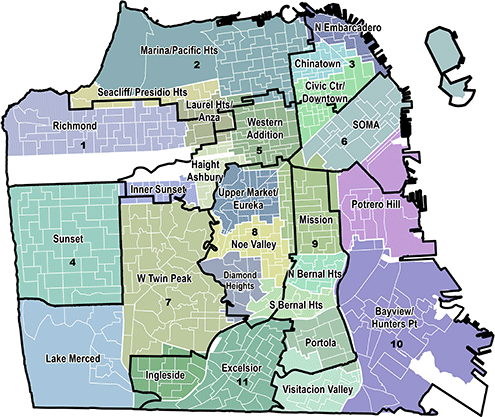 N Embarcadero
Marina/Pacific Hts
2
Chinatown
3
Civic Ctr/
Downtown
Seacliff/ Presidio Hts
Laurel Hts/
Anza
Richmond
1
Western
Addition
5
SOMA
6
Haight
Ashbury
Inner Sunset
Upper Market/
Eureka
Potrero Hill
Mission
9
Sunset
4
8
Noe Valley
W Twin Peak
7
Diamond
Heights
N Bernal Hts
S Bernal Hts
Bayview/
Hunters Pt
10
Portola
Lake Merced
Ingleside
Excelsior
11
Visitacion Valley